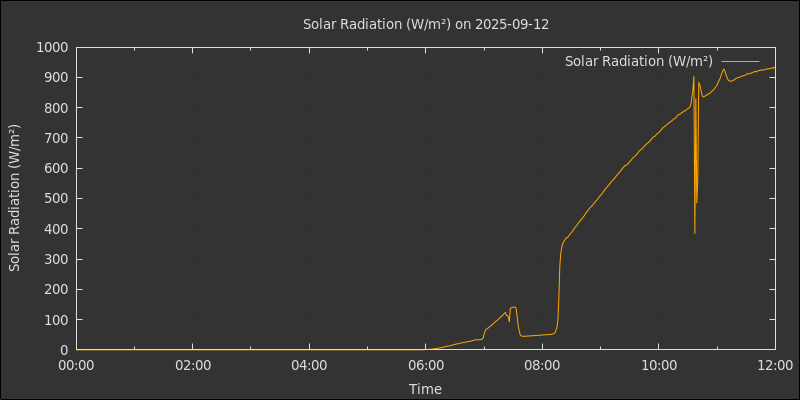 Solar Radiation (W/m²) on 2025-09-12
Solar Radiation (W/m²)
Solar Radiation (W/m²)
1000
900
800
700
600
500
400
300
200
100
0
00:00 02:00 04:00 06:00 08:00 10:00 12:00
Time